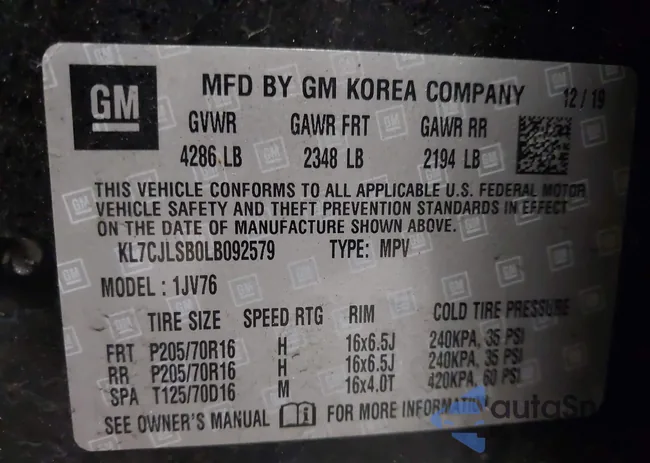 GM MFD BY GM KOREA COMPANY 12 / 19
GVWR GAWR FRT GAWR RR
4286 LB 2348 LB 2194 LB
THIS VEHICLE CONFORMS TO ALL APPLICABLE U.S. FEDERAL MOTOR
VEHICLE SAFETY AND THEFT PREVENTION STANDARDS IN EFFECT
ON THE DATE OF MANUFACTURE SHOWN ABOVE.
KL7CJLSB0LB092579 TYPE: MPV
MODEL : 1JV76
TIRE SIZE SPEED RTG RIM COLD TIRE PRESSURE
FRT P205/70R16 H 16x6.5J 240KPA, 35 PSI
RR P205/70R16 H 16x6.5J 240KPA, 35 PSI
SPA T125/70D16 M 16x4.0T 420KPA, 60 PSI
SEE OWNER'S MANUAL FOR MORE INFORMATION